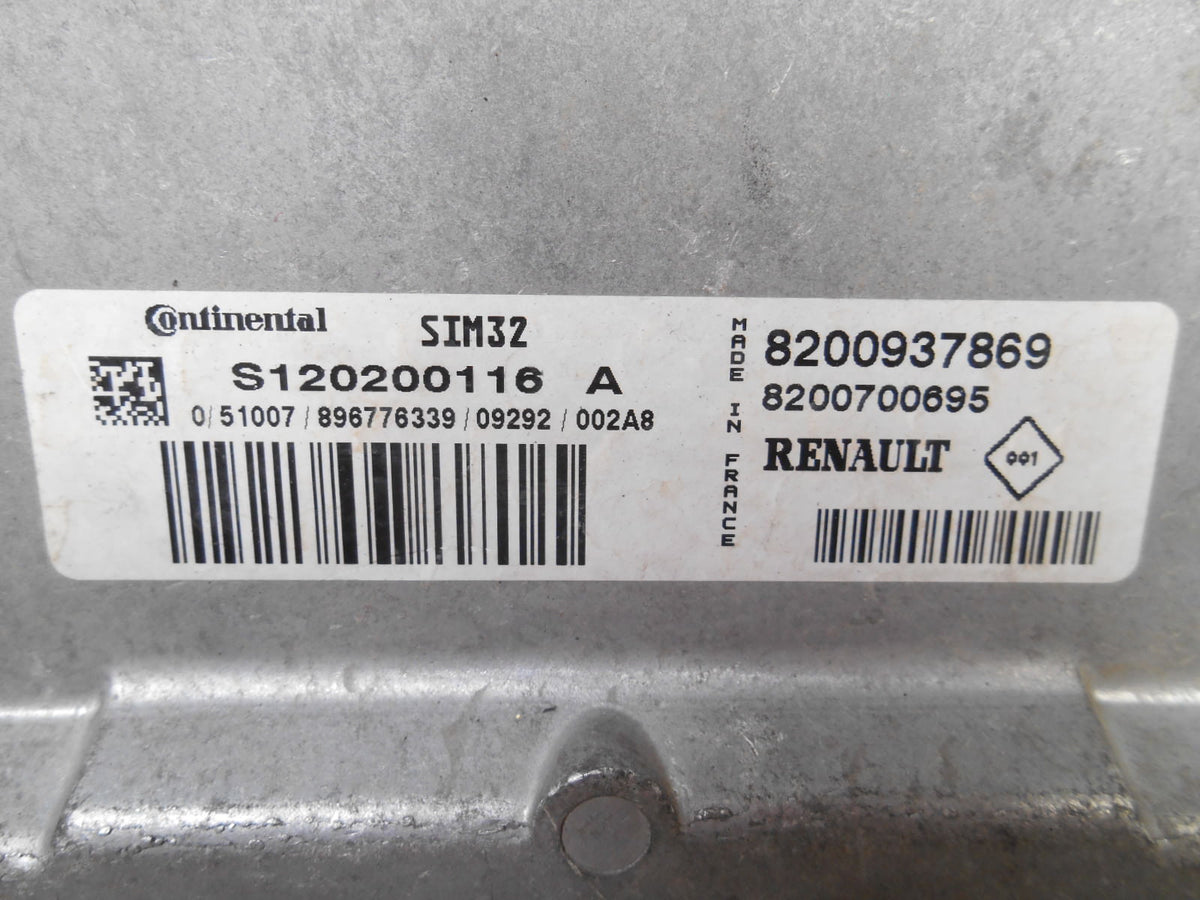 Continental
SIM32
S120200116 A
0/51007/896776339/09292/002A8
MADE IN FRANCE
8200937869
8200700695
RENAULT
001